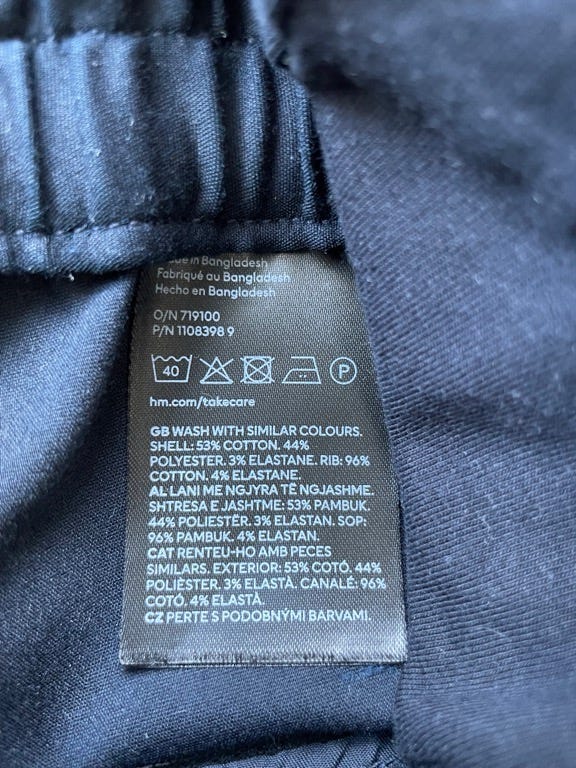 in Bangladesh
Fabriqué au Bangladesh
Hecho en Bangladesh
O/N 719100
P/N 1108398 9
40
P
hm.com/takecare
GB WASH WITH SIMILAR COLOURS.
SHELL: 53% COTTON. 44%
POLYESTER. 3% ELASTANE. RIB: 96%
COTTON. 4% ELASTANE.
AL LANI ME NGJYRA TË NGJASHME.
SHTRESA E JASHTME: 53% PAMBUK.
44% POLIESTËR. 3% ELASTAN. SOP:
96% PAMBUK. 4% ELASTAN.
CAT RENTEU-HO AMB PECES
SIMILARS. EXTERIOR: 53% COTÓ. 44%
POLIÈSTER. 3% ELASTÀ. CANALÉ: 96%
COTÓ. 4% ELASTÀ.
CZ PERTE S PODOBNÝMI BARVAMI.